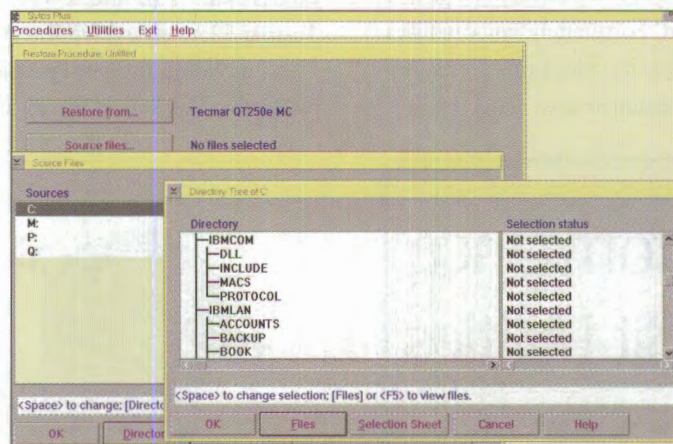 Sytos Plus
Procedures Utilities Exit Help
Restore Procedure: Untitled
Restore from... Tecmar QT250e MC
Source files... No files selected
Source Files
Sources
C:
M:
P:
Q:
Directory Tree of C:
Directory Selection status
IBMCOM Not selected
DLL Not selected
INCLUDE Not selected
MACS Not selected
PROTOCOL Not selected
IBMLAN Not selected
ACCOUNTS Not selected
BACKUP Not selected
BOOK Not selected
<Space> to change selection; [Files] or <F5> to view files.
OK Files Selection Sheet Cancel Help
<Space> to change; [Directo
OK Director